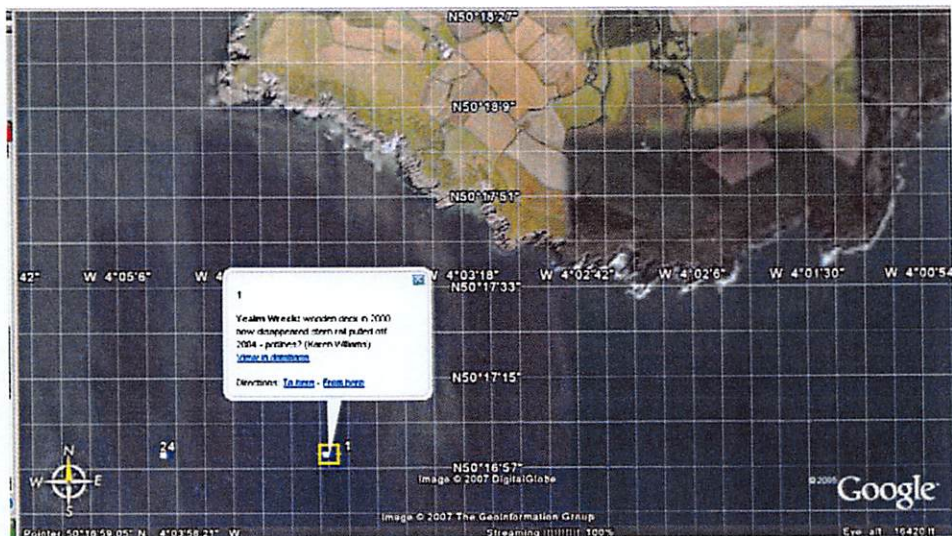 N50°18'27"
N50°18'9"
N50°17'51"
42" W 4°05'6" W 4° W 4°03'18" W 4°02'42" W 4°02'6" W 4°01'30" W 4°00'54
N50°17'33"
1
Yealm Wreck: wooden deck in 2000
now disappeared stern rail pulled off
2004 - potters? (Karen Williams)
View in database
Directions: To here - From here
N50°17'15"
24
1
N
W E
S
N50°16'57"
Image © 2007 DigitalGlobe
© 2005 Google
Image © 2007 The GeoInformation Group
Pointer 50°16'59.05" N 4°03'58.21" W Streaming |||||||||| 100% Eye alt 16420 ft